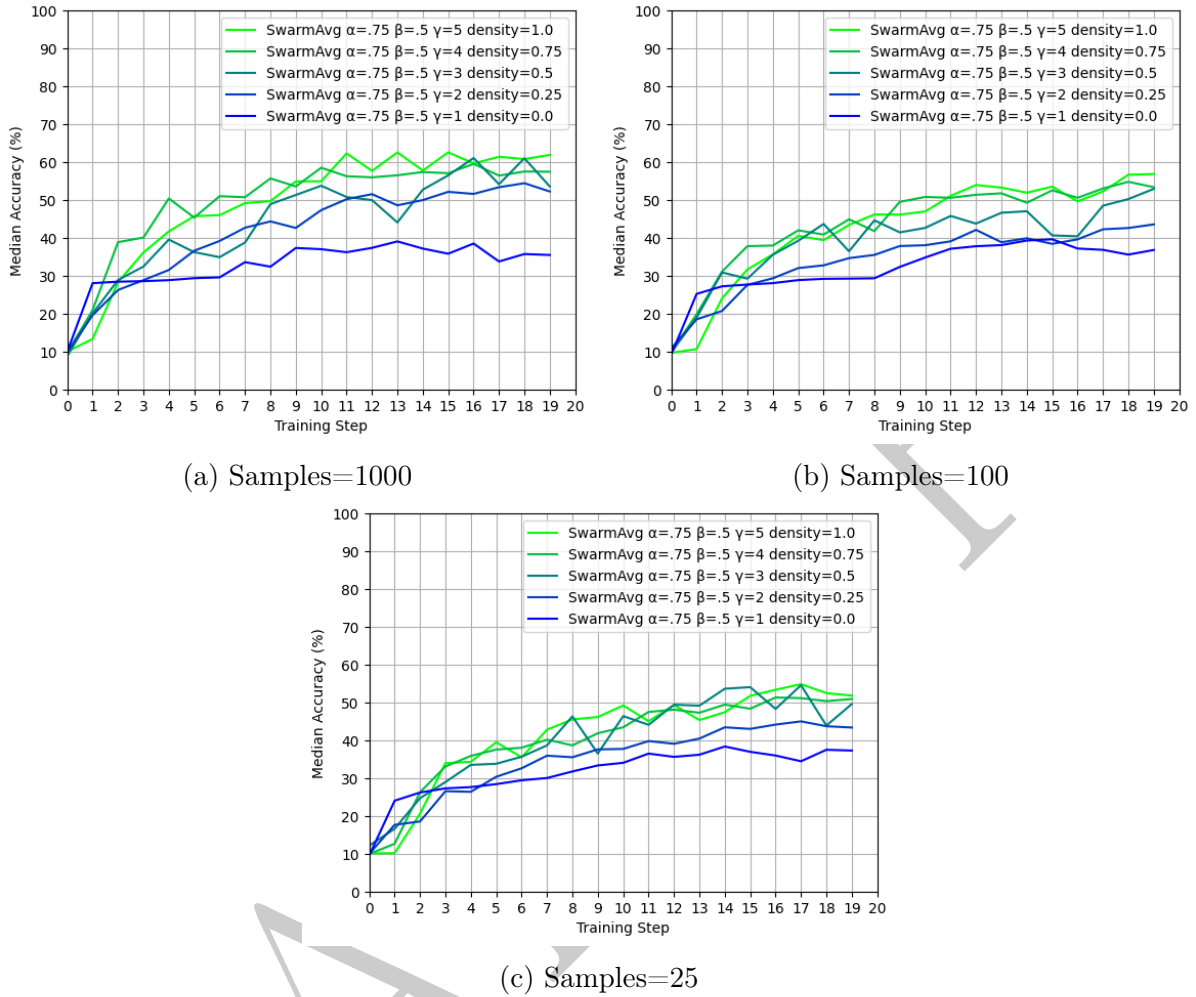 100
90
80
70
60
50
40
30
20
10
0
Median Accuracy (%)
SwarmAvg α=.75 β=.5 γ=5 density=1.0
SwarmAvg α=.75 β=.5 γ=4 density=0.75
SwarmAvg α=.75 β=.5 γ=3 density=0.5
SwarmAvg α=.75 β=.5 γ=2 density=0.25
SwarmAvg α=.75 β=.5 γ=1 density=0.0
0 1 2 3 4 5 6 7 8 9 10 11 12 13 14 15 16 17 18 19 20
Training Step
(a) Samples=1000
100
90
80
70
60
50
40
30
20
10
0
Median Accuracy (%)
SwarmAvg α=.75 β=.5 γ=5 density=1.0
SwarmAvg α=.75 β=.5 γ=4 density=0.75
SwarmAvg α=.75 β=.5 γ=3 density=0.5
SwarmAvg α=.75 β=.5 γ=2 density=0.25
SwarmAvg α=.75 β=.5 γ=1 density=0.0
0 1 2 3 4 5 6 7 8 9 10 11 12 13 14 15 16 17 18 19 20
Training Step
(b) Samples=100
100
90
80
70
60
50
40
30
20
10
0
Median Accuracy (%)
SwarmAvg α=.75 β=.5 γ=5 density=1.0
SwarmAvg α=.75 β=.5 γ=4 density=0.75
SwarmAvg α=.75 β=.5 γ=3 density=0.5
SwarmAvg α=.75 β=.5 γ=2 density=0.25
SwarmAvg α=.75 β=.5 γ=1 density=0.0
0 1 2 3 4 5 6 7 8 9 10 11 12 13 14 15 16 17 18 19 20
Training Step
(c) Samples=25